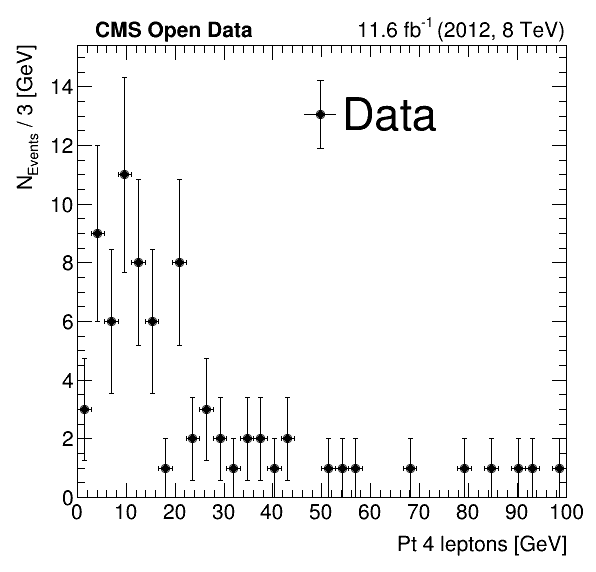 CMS Open Data 11.6 fb⁻¹ (2012, 8 TeV)
N_Events / 3 [GeV]
14
12
10
8
6
4
2
0
Data
0 10 20 30 40 50 60 70 80 90 100
Pt 4 leptons [GeV]